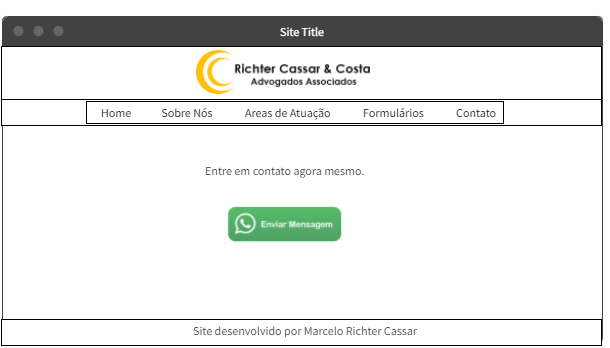 Site Title
Richter Cassar & Costa
Advogados Associados
Home Sobre Nós Areas de Atuação Formulários Contato
Entre em contato agora mesmo.
Enviar Mensagem
Site desenvolvido por Marcelo Richter Cassar